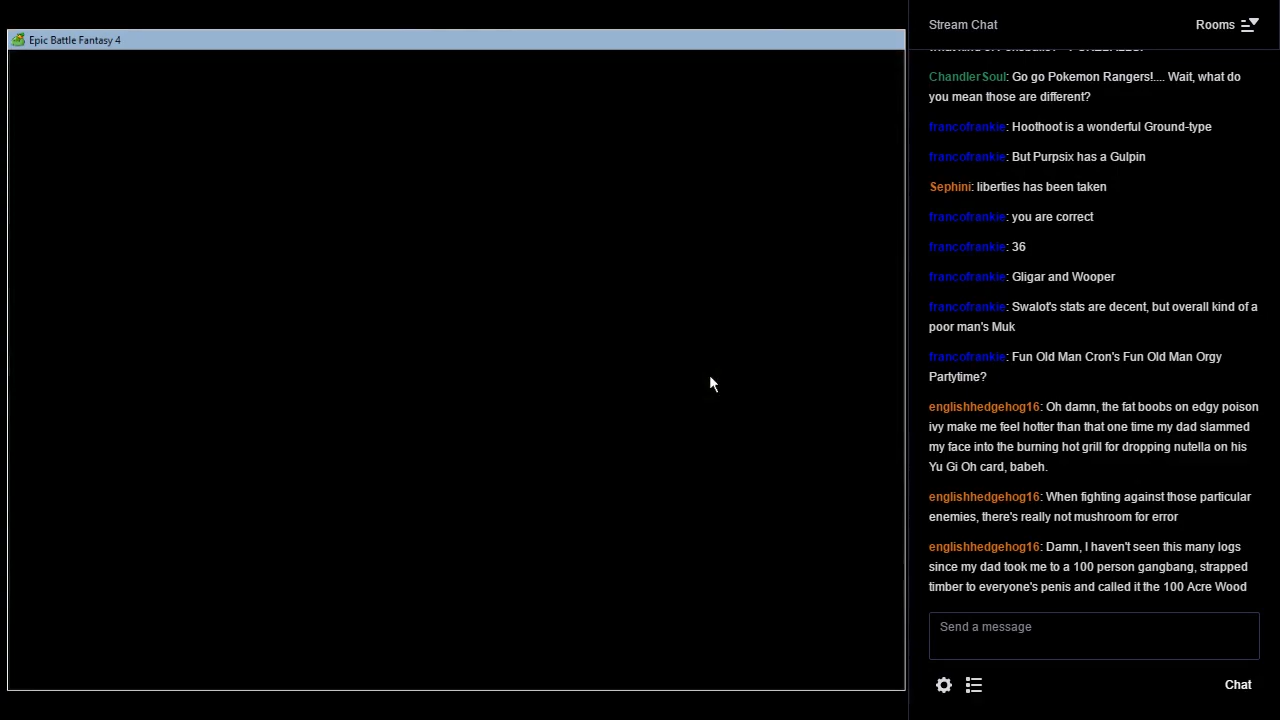 Epic Battle Fantasy 4
Stream Chat
Rooms
ChandlerSoul: Go go Pokemon Rangers!.... Wait, what do
you mean those are different?
francofrankie: Hoothoot is a wonderful Ground-type
francofrankie: But Purpsix has a Gulpin
Sephini: liberties has been taken
francofrankie: you are correct
francofrankie: 36
francofrankie: Gligar and Wooper
francofrankie: Swalot's stats are decent, but overall kind of a
poor man's Muk
francofrankie: Fun Old Man Cron's Fun Old Man Orgy
Partytime?
englishhedgehog16: Oh damn, the fat boobs on edgy poison
ivy make me feel hotter than that one time my dad slammed
my face into the burning hot grill for dropping nutella on his
Yu Gi Oh card, babeh.
englishhedgehog16: When fighting against those particular
enemies, there's really not mushroom for error
englishhedgehog16: Damn, I haven't seen this many logs
since my dad took me to a 100 person gangbang, strapped
timber to everyone's penis and called it the 100 Acre Wood
Send a message
Chat